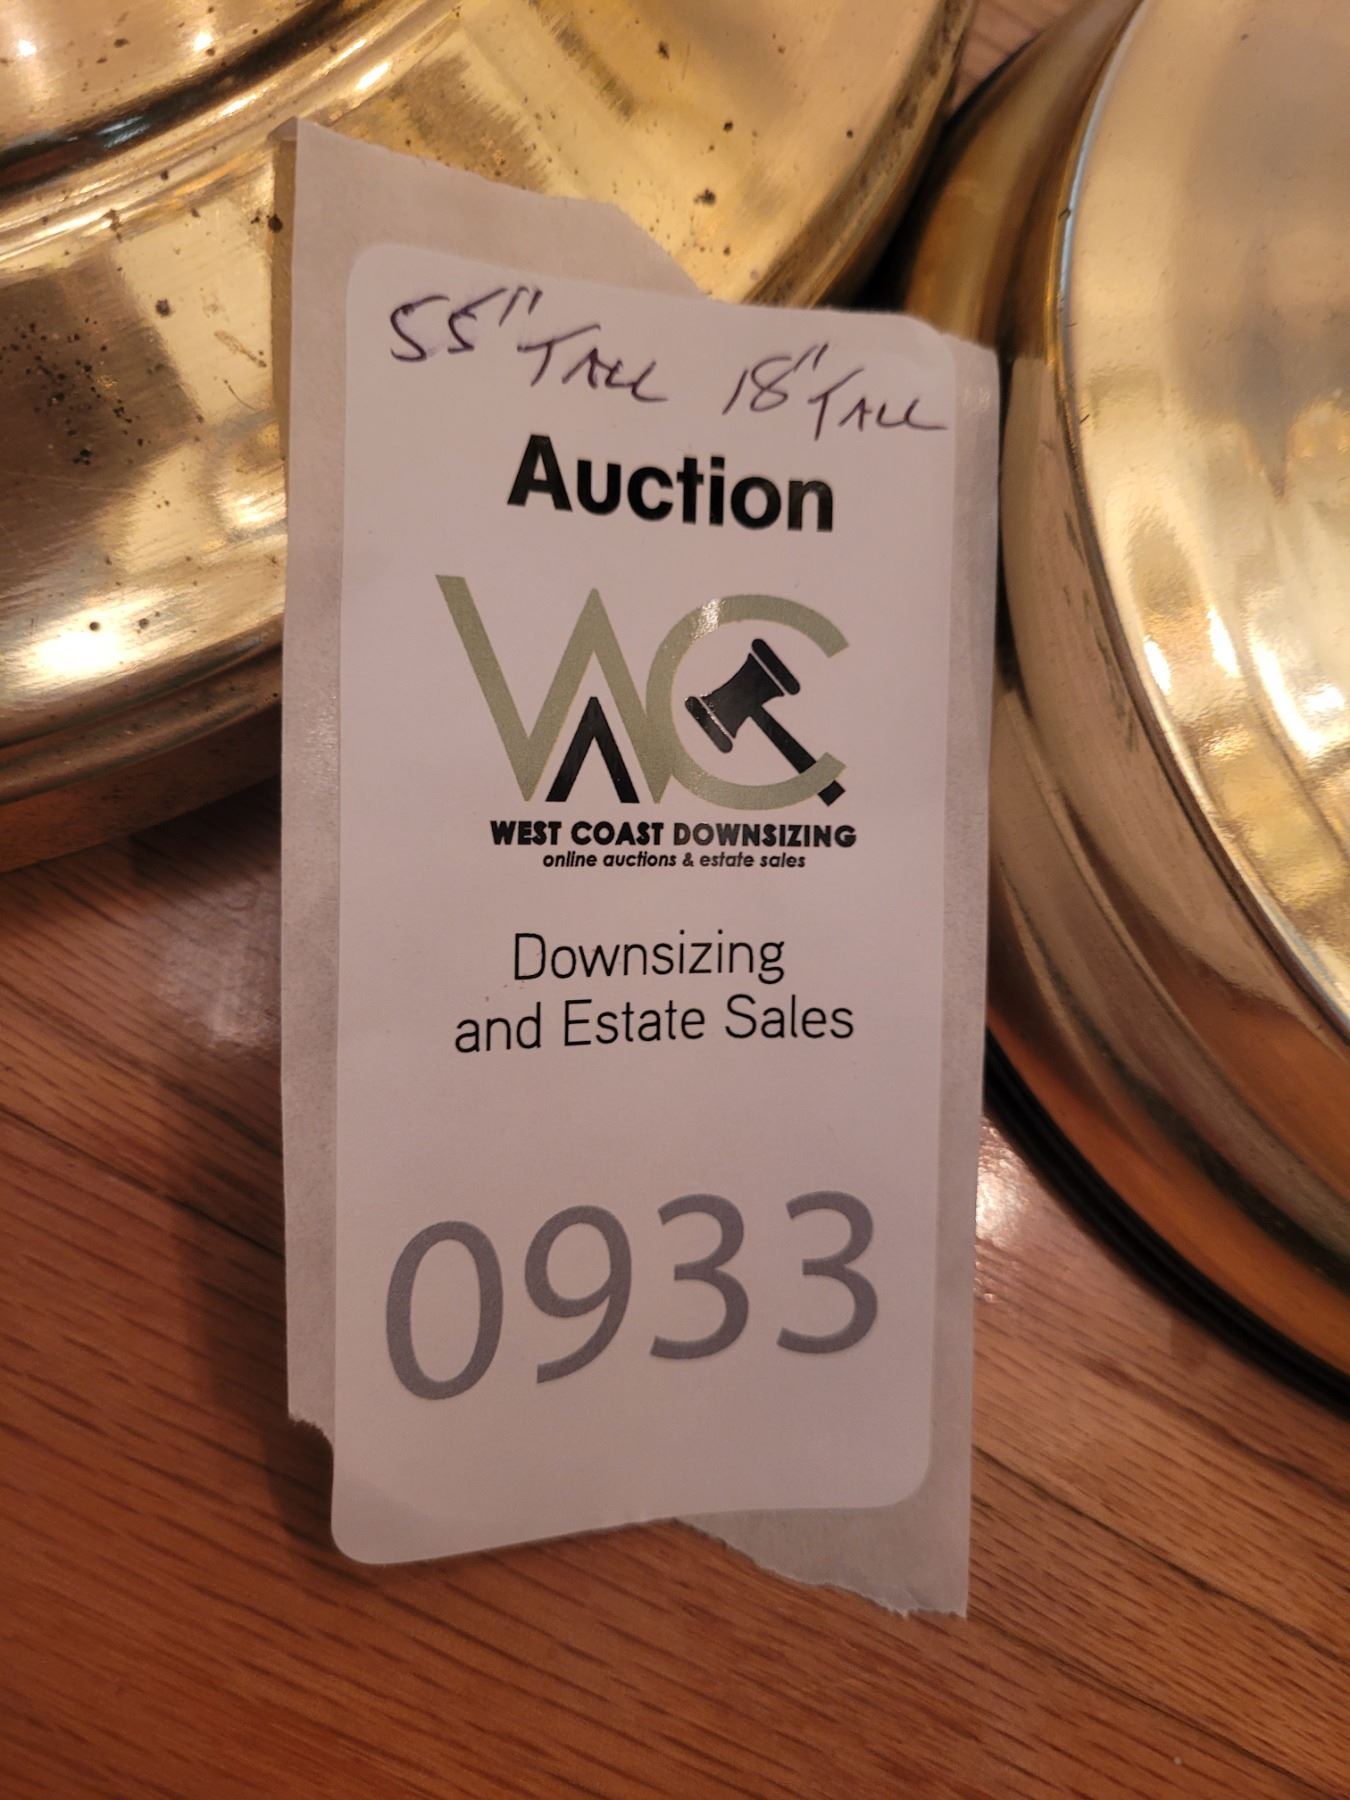 55" TALL 18" TALL
Auction
WC
WEST COAST DOWNSIZING
online auctions & estate sales
Downsizing
and Estate Sales
0933